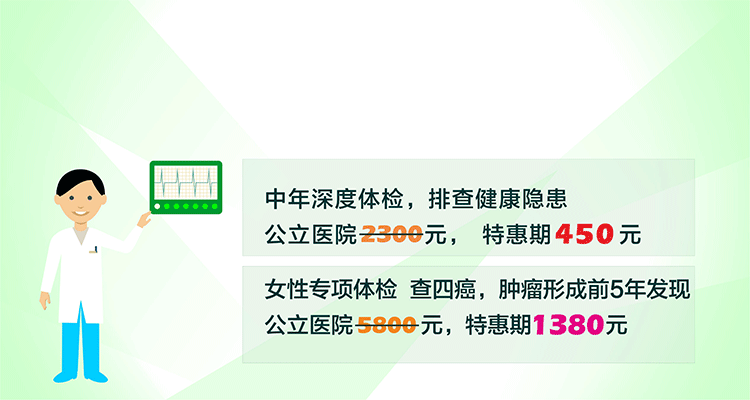 中年深度体检，排查健康隐患
公立医院2300元， 特惠期450元
女性专项体检 查四癌，肿瘤形成前5年发现
公立医院5800元，特惠期1380元